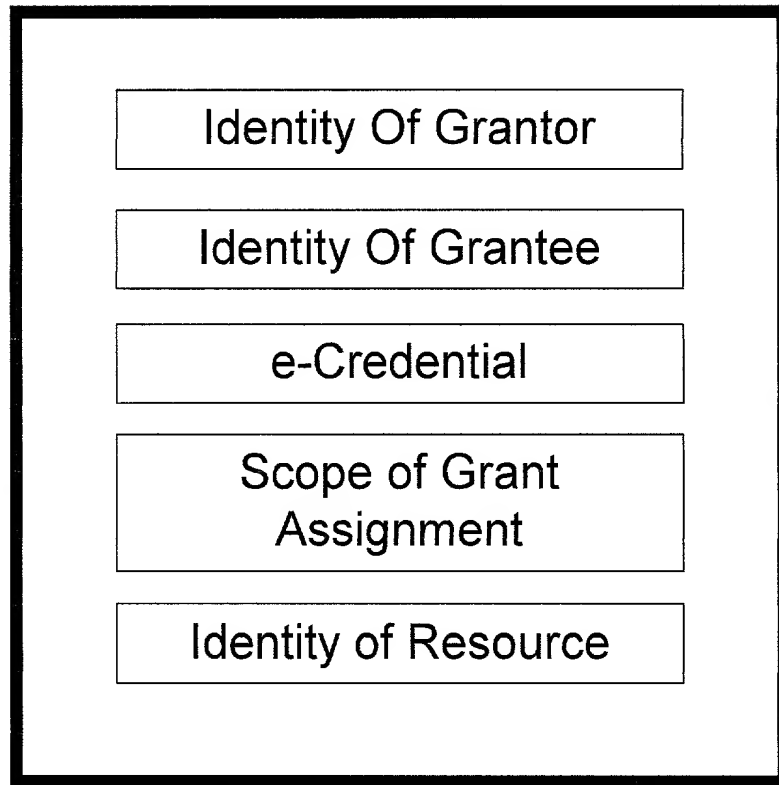 Identity Of Grantor
Identity Of Grantee
e-Credential
Scope of Grant
Assignment
Identity of Resource